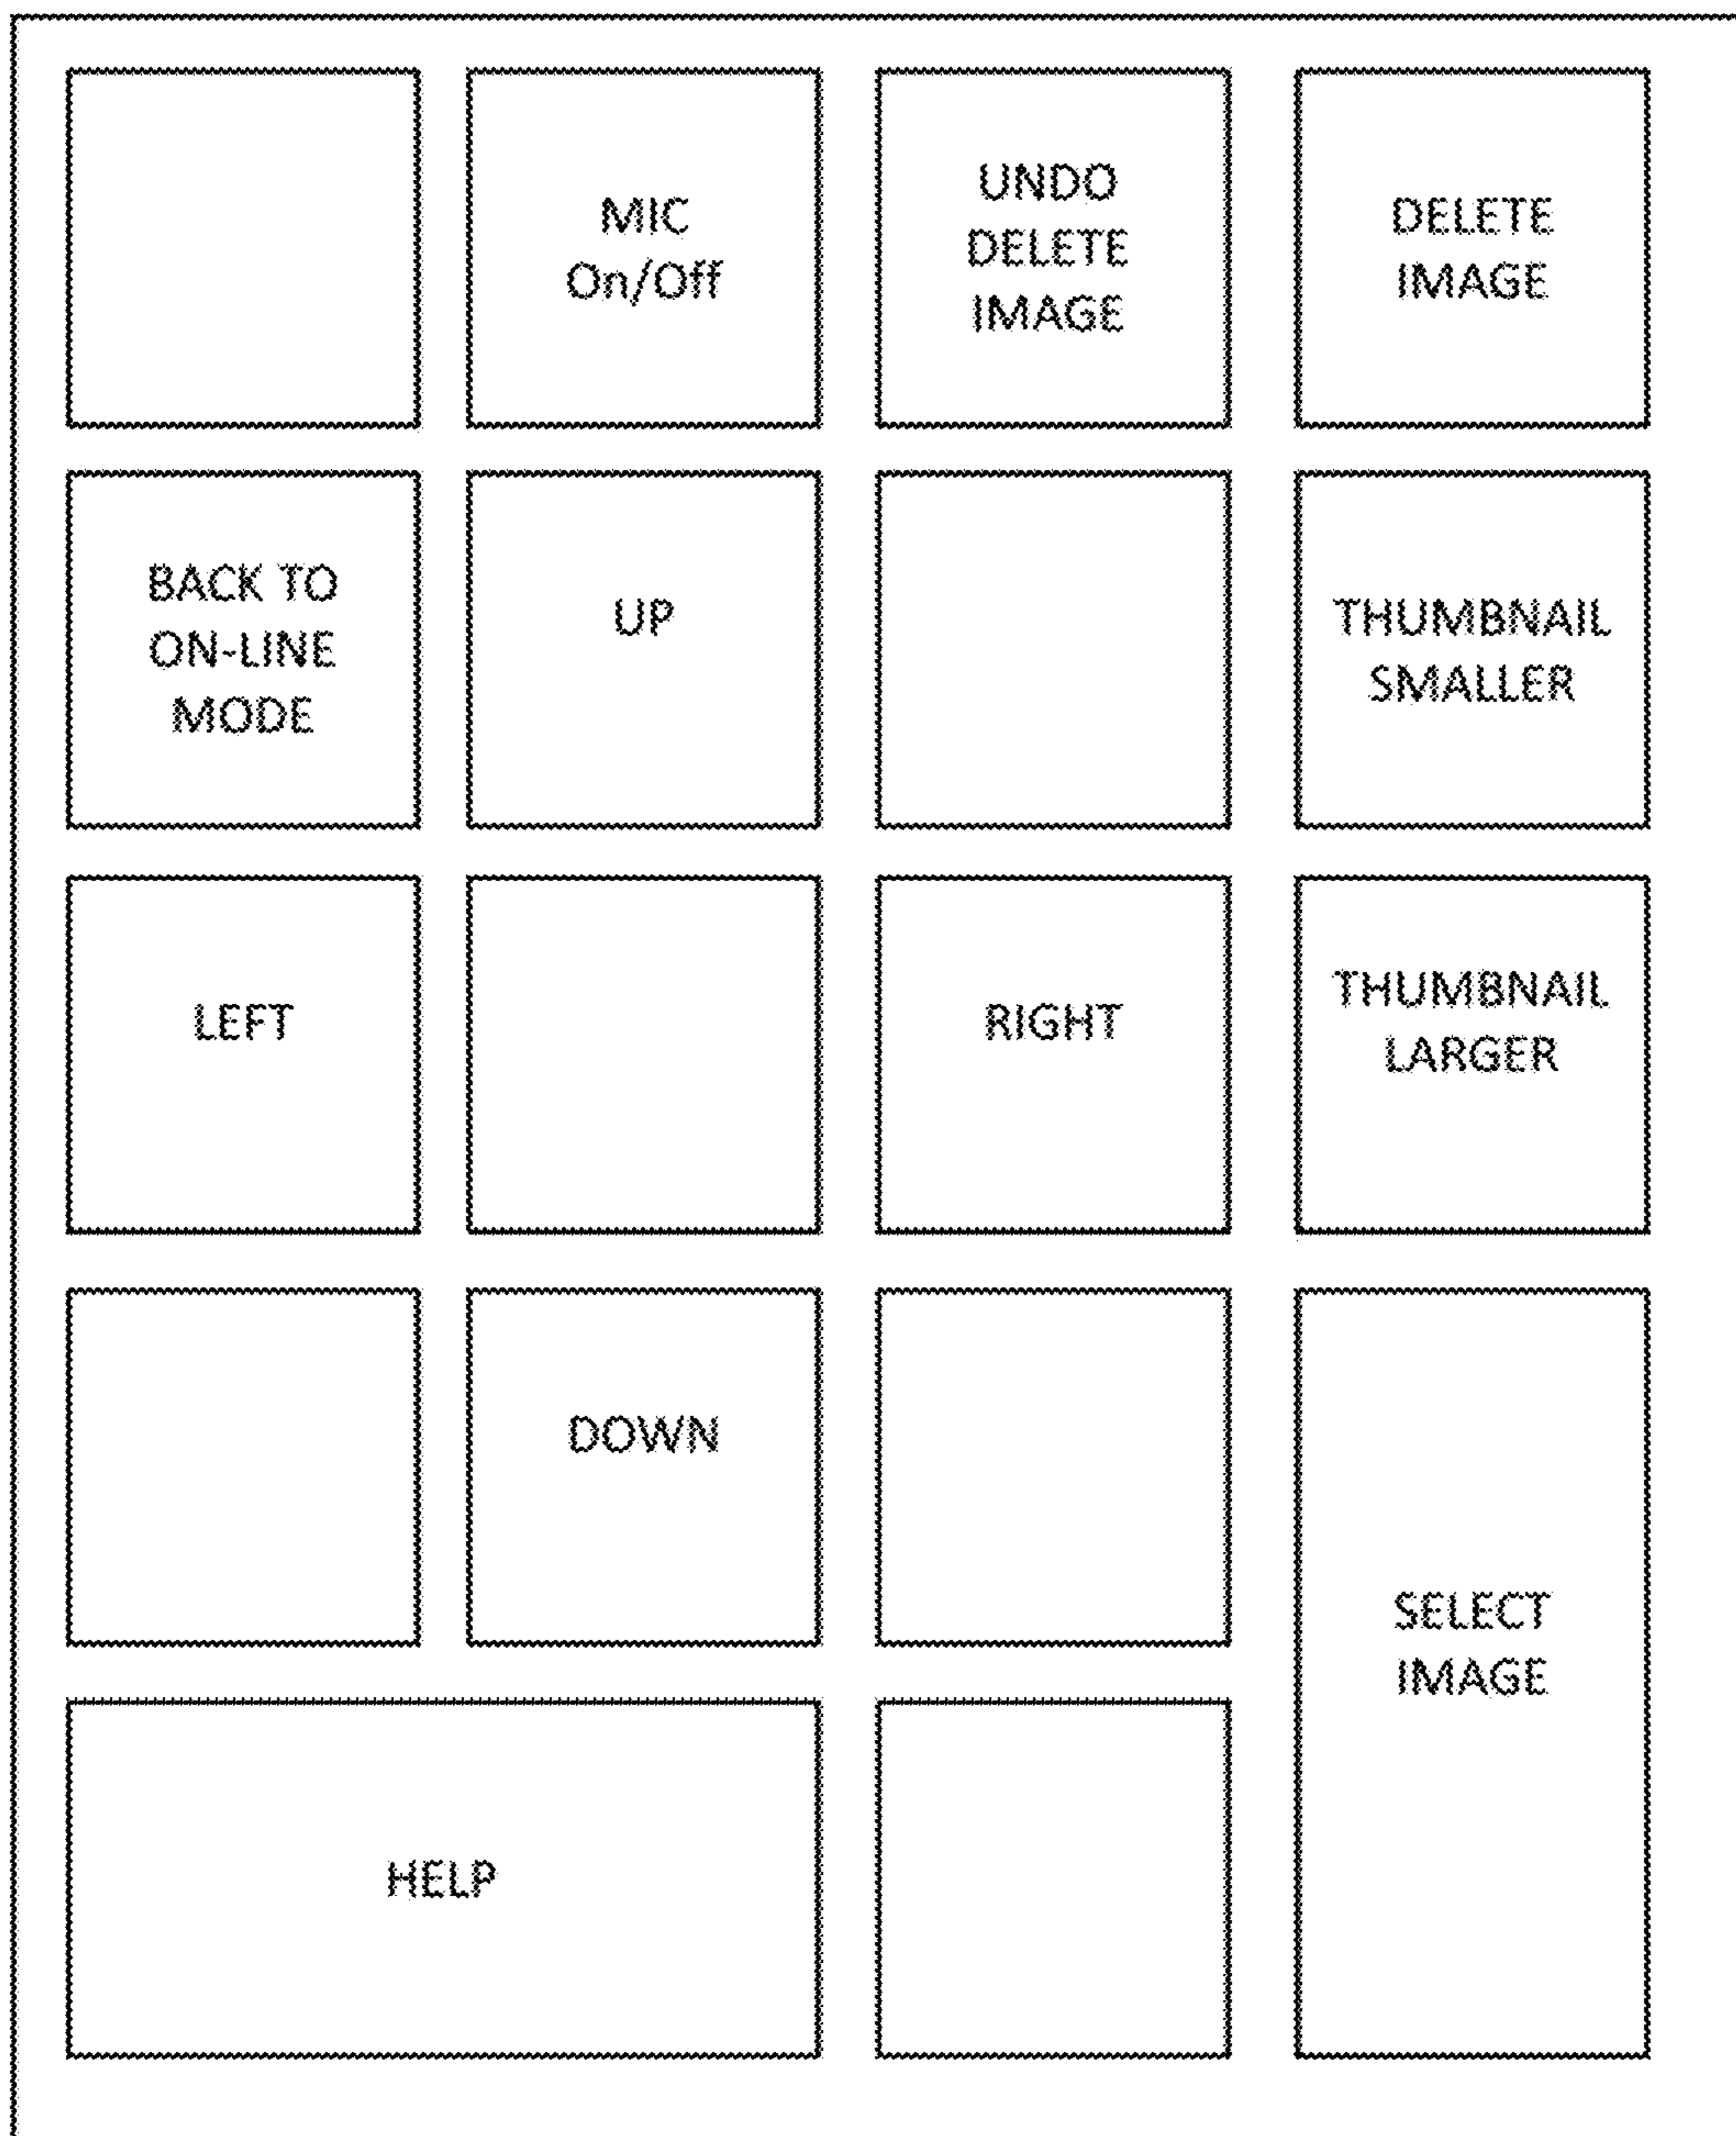 MIC
On/Off
UNDO
DELETE
IMAGE
DELETE
IMAGE
BACK TO
ON-LINE
MODE
UP
THUMBNAIL
SMALLER
LEFT
RIGHT
THUMBNAIL
LARGER
DOWN
SELECT
IMAGE
HELP